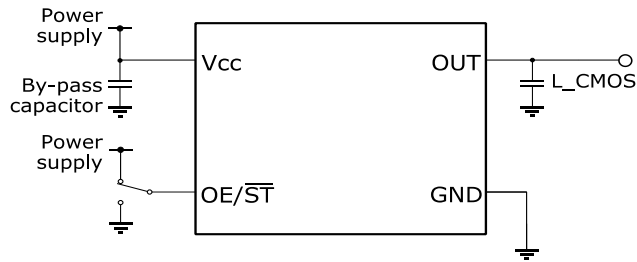 Power
supply
Vcc
OUT
By-pass
capacitor
L_CMOS
Power
supply
OE/ST
GND